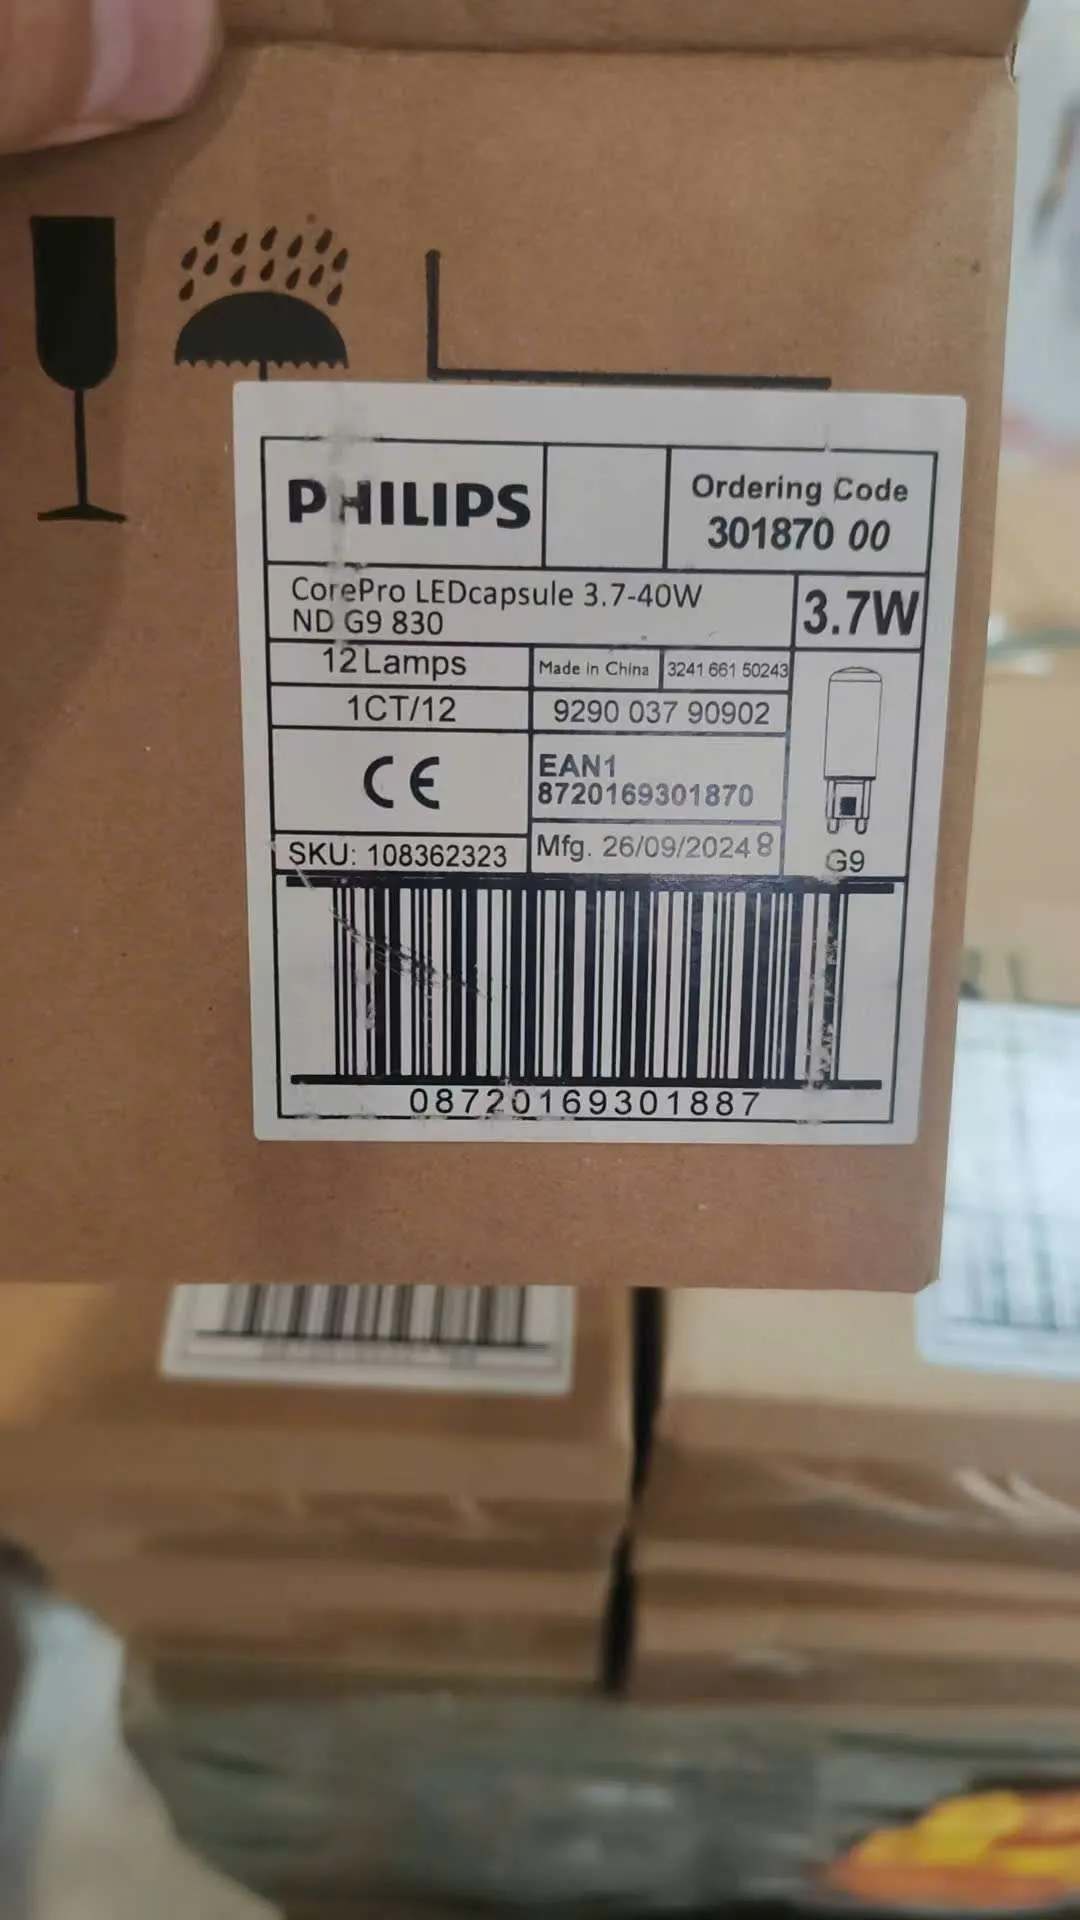 PHILIPS
Ordering Code
301870 00
CorePro LEDcapsule 3.7-40W
ND G9 830
3.7W
12 Lamps
Made in China
3241 661 50243
1CT/12
9290 037 90902
CE
EAN1
8720169301870
SKU: 108362323
Mfg. 26/09/2024 8
G9
08720169301887